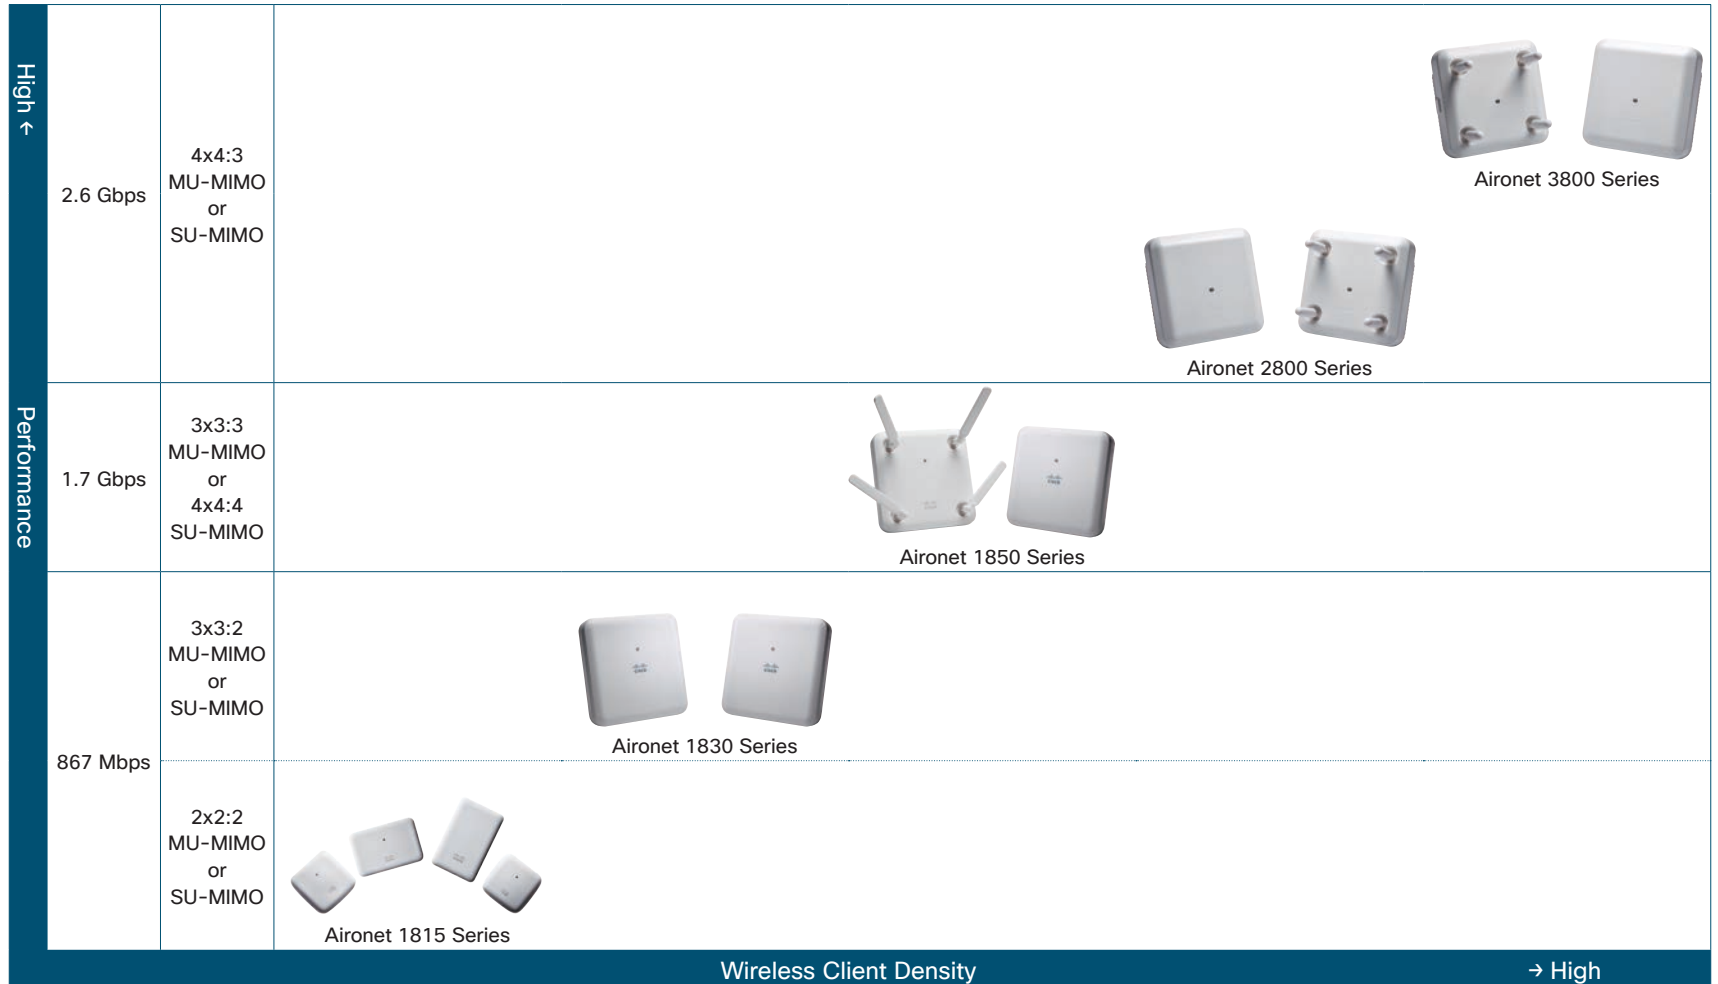 High ←
Performance
2.6 Gbps
4x4:3
MU-MIMO
or
SU-MIMO
Aironet 3800 Series
Aironet 2800 Series
1.7 Gbps
3x3:3
MU-MIMO
or
4x4:4
SU-MIMO
Aironet 1850 Series
867 Mbps
3x3:2
MU-MIMO
or
SU-MIMO
Aironet 1830 Series
2x2:2
MU-MIMO
or
SU-MIMO
Aironet 1815 Series
Wireless Client Density
→ High